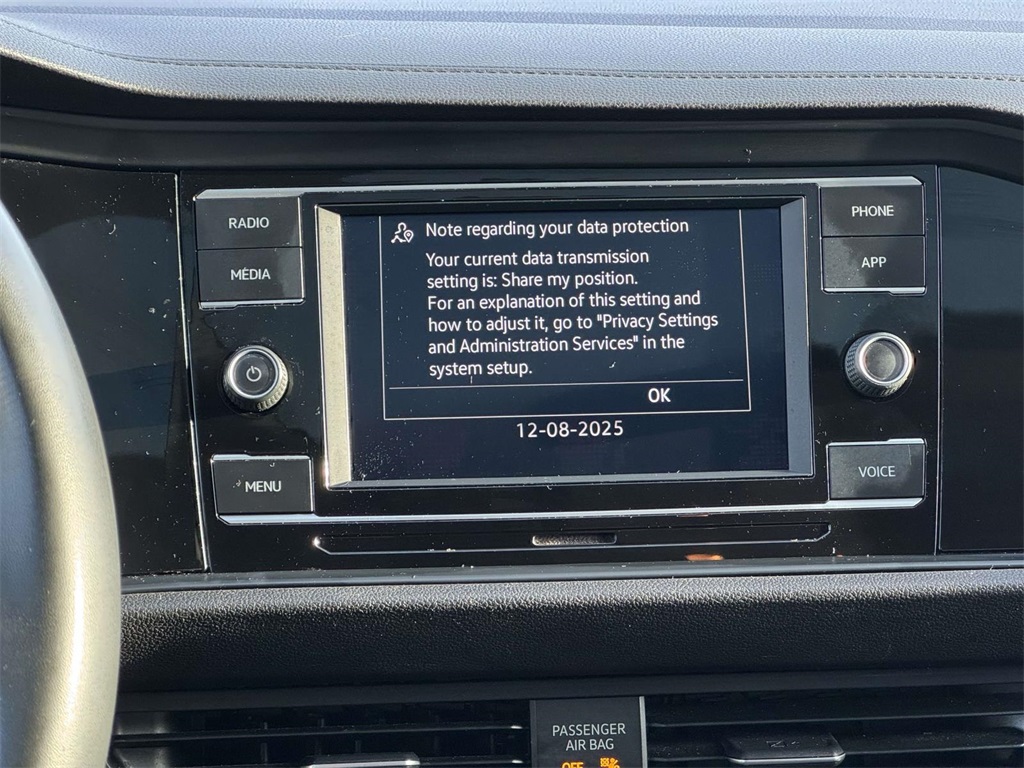 RADIO
MEDIA
Note regarding your data protection
Your current data transmission
setting is: Share my position.
For an explanation of this setting and
how to adjust it, go to "Privacy Settings
and Administration Services" in the
system setup.
OK
12-08-2025
MENU
PHONE
APP
VOICE
PASSENGER
AIR BAG
OFF